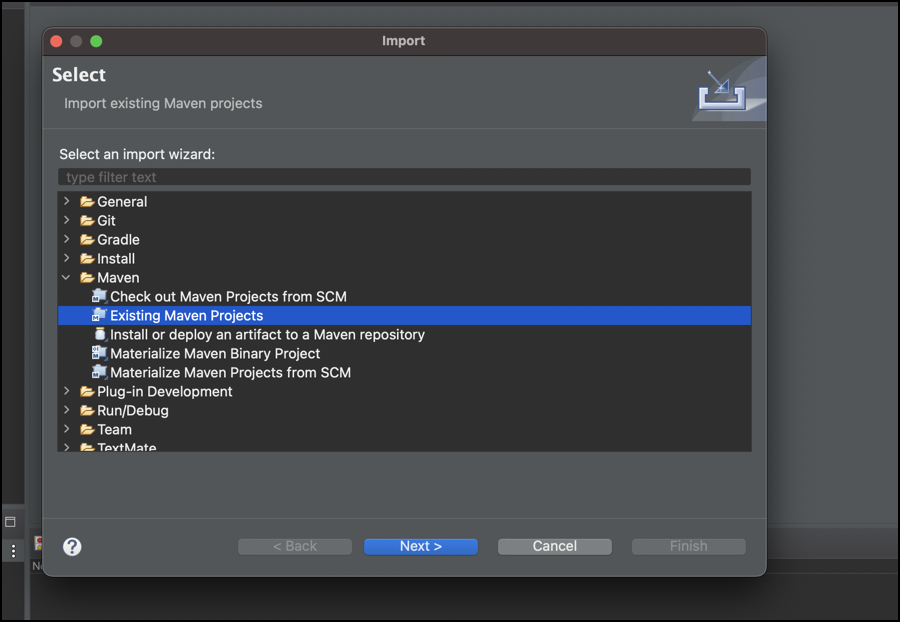 Import
Select
Import existing Maven projects
Select an import wizard:
type filter text
General
Git
Gradle
Install
Maven
Check out Maven Projects from SCM
Existing Maven Projects
Install or deploy an artifact to a Maven repository
Materialize Maven Binary Project
Materialize Maven Projects from SCM
Plug-in Development
Run/Debug
Team
TextMate
? < Back Next > Cancel Finish